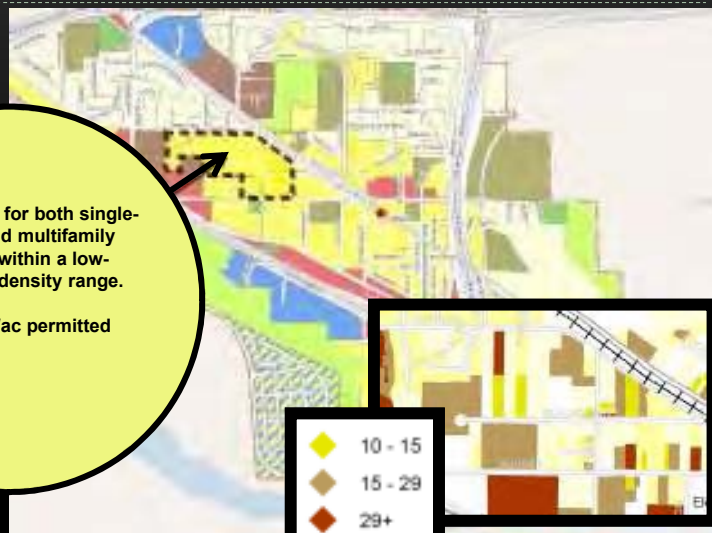 for both single-
d multifamily
within a low-
density range.
/ac permitted
10 - 15
15 - 29
29+